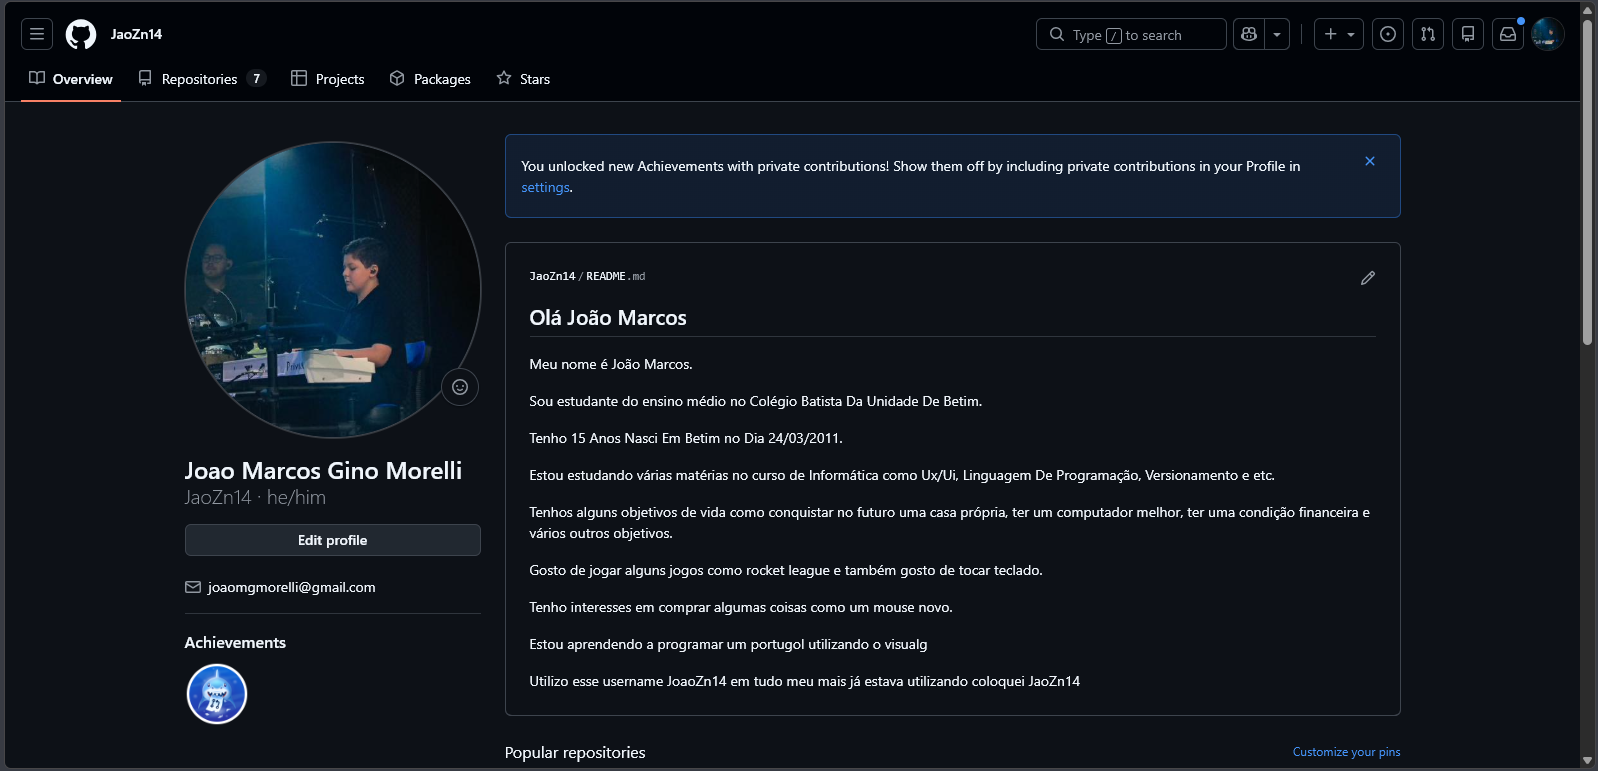 JaoZn14
Type / to search
Overview
Repositories 7
Projects
Packages
Stars
You unlocked new Achievements with private contributions! Show them off by including private contributions in your Profile in
settings.
JaoZn14/README.md
Olá João Marcos
Meu nome é João Marcos.
Sou estudante do ensino médio no Colégio Batista Da Unidade De Betim.
Tenho 15 Anos Nasci Em Betim no Dia 24/03/2011.
Estou estudando várias matérias no curso de Informática como Ux/Ui, Linguagem De Programação, Versionamento e etc.
Tenhos alguns objetivos de vida como conquistar no futuro uma casa própria, ter um computador melhor, ter uma condição financeira e
vários outros objetivos.
Gosto de jogar alguns jogos como rocket league e também gosto de tocar teclado.
Tenho interesses em comprar algumas coisas como um mouse novo.
Estou aprendendo a programar um portugol utilizando o visualg
Utilizo esse username JoaoZn14 em tudo meu mais já estava utilizando coloquei JaoZn14
Joao Marcos Gino Morelli
JaoZn14 · he/him
Edit profile
joaomgmorelli@gmail.com
Achievements
Popular repositories
Customize your pins